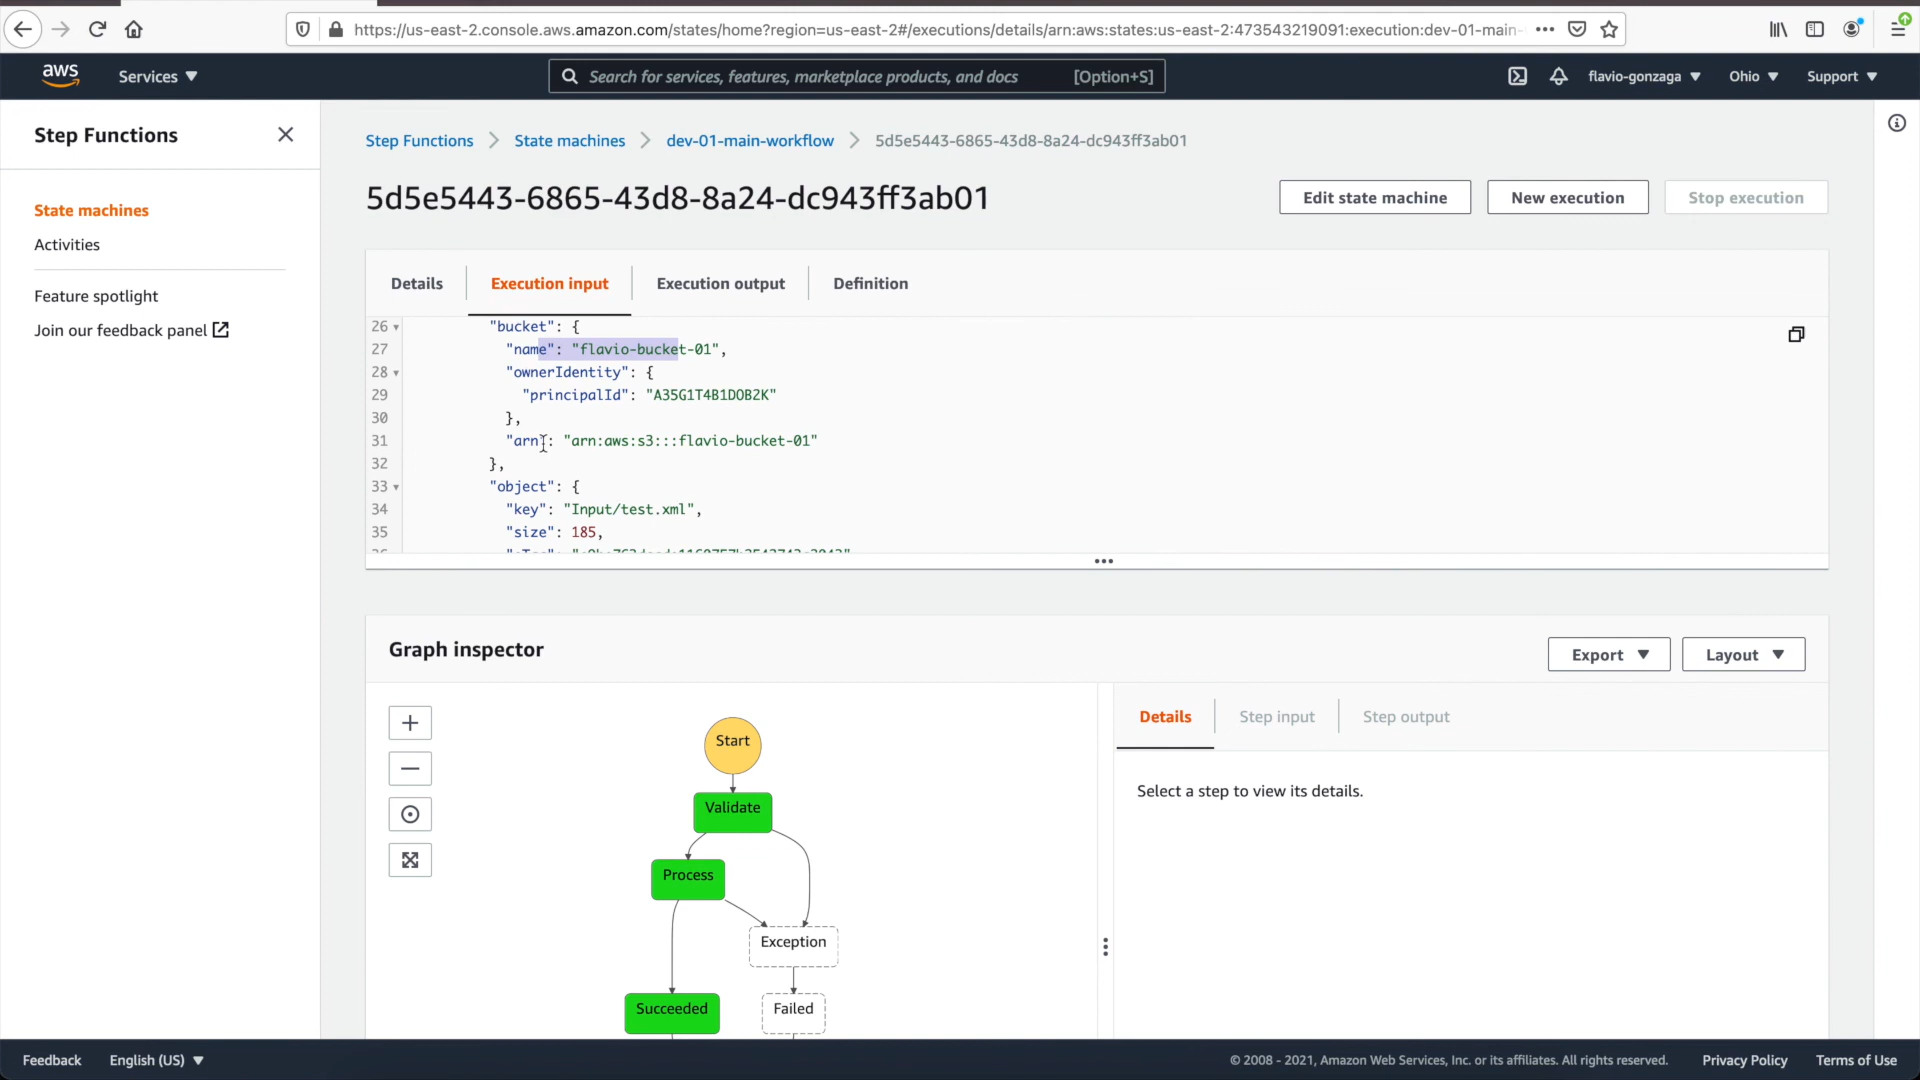 https://us-east-2.console.aws.amazon.com/states/home?region=us-east-2#/executions/details/arn:aws:states:us-east-2:473543219091:execution:dev-01-main-
aws
Services ▼
Search for services, features, marketplace products, and docs [Option+S]
flavio-gonzaga ▼
Ohio ▼
Support ▼
Step Functions
State machines
Activities
Feature spotlight
Join our feedback panel
Step Functions > State machines > dev-01-main-workflow > 5d5e5443-6865-43d8-8a24-dc943ff3ab01
5d5e5443-6865-43d8-8a24-dc943ff3ab01
Edit state machine
New execution
Stop execution
Details
Execution input
Execution output
Definition
26 "bucket": {
27 "name": "flavio-bucket-01",
28 "ownerIdentity": {
29 "principalId": "A35G1T4B1DOB2K"
30 },
31 "arn": "arn:aws:s3:::flavio-bucket-01"
32 },
33 "object": {
34 "key": "Input/test.xml",
35 "size": 185,
Graph inspector
Export ▼
Layout ▼
Start
Validate
Process
Exception
Succeeded
Failed
Details
Step input
Step output
Select a step to view its details.
Feedback
English (US) ▼
© 2008 - 2021, Amazon Web Services, Inc. or its affiliates. All rights reserved.
Privacy Policy
Terms of Use